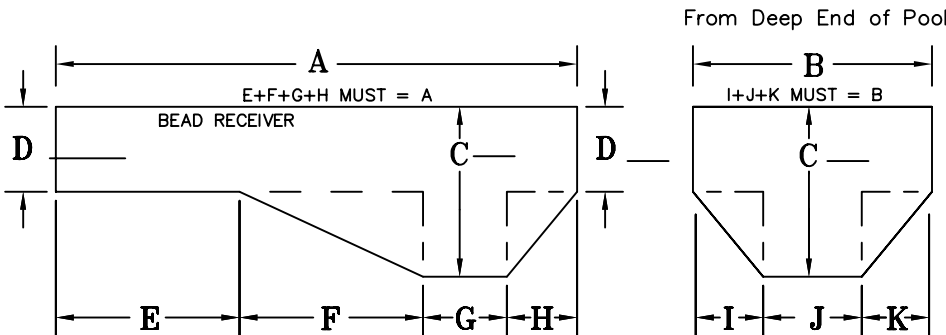 From Deep End of Pool
A
B
E+F+G+H MUST = A
I+J+K MUST = B
BEAD RECEIVER
D
C
D
C
E
F
G
H
I
J
K